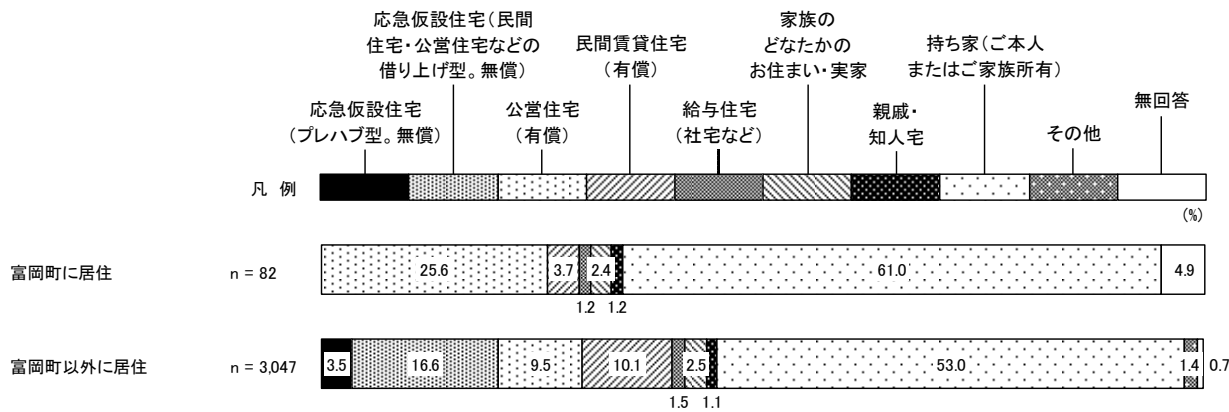 応急仮設住宅(民間
住宅・公営住宅などの
借り上げ型。無償)
民間賃貸住宅
(有償)
家族の
どなたかの
お住まい・実家
持ち家(ご本人
またはご家族所有)
応急仮設住宅
(プレハブ型。無償)
公営住宅
(有償)
給与住宅
(社宅など)
親戚・
知人宅
その他
無回答
凡 例
(%)
富岡町に居住 n = 82 25.6 3.7 2.4 61.0 4.9
1.2 1.2
富岡町以外に居住 n = 3,047 3.5 16.6 9.5 10.1 2.5 53.0 1.4 0.7
1.5 1.1